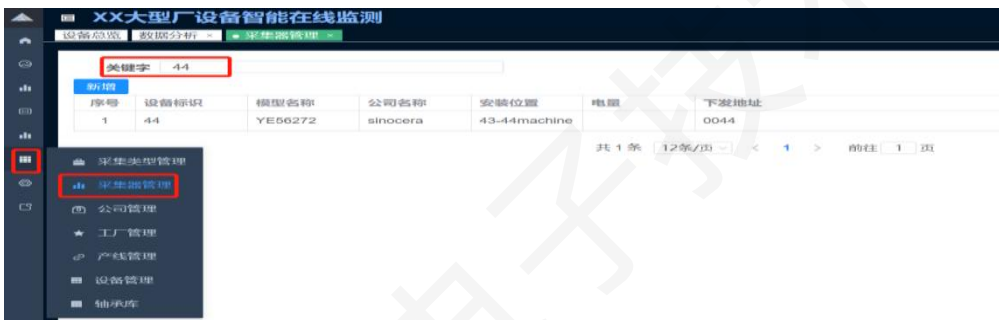 XX大型厂设备智能在线监测
设备总览 数据分析 × 采集器管理 ×
关键字 44
新增
序号 设备标识 模型名称 公司名称 安装位置 电量 下发地址
1 44 YE56272 sinocera 43-44machine 0044
共 1 条 12条/页 < 1 > 前往 1 页
采集类型管理
采集器管理
公司管理
工厂管理
产线管理
设备管理
轴承库
电子技